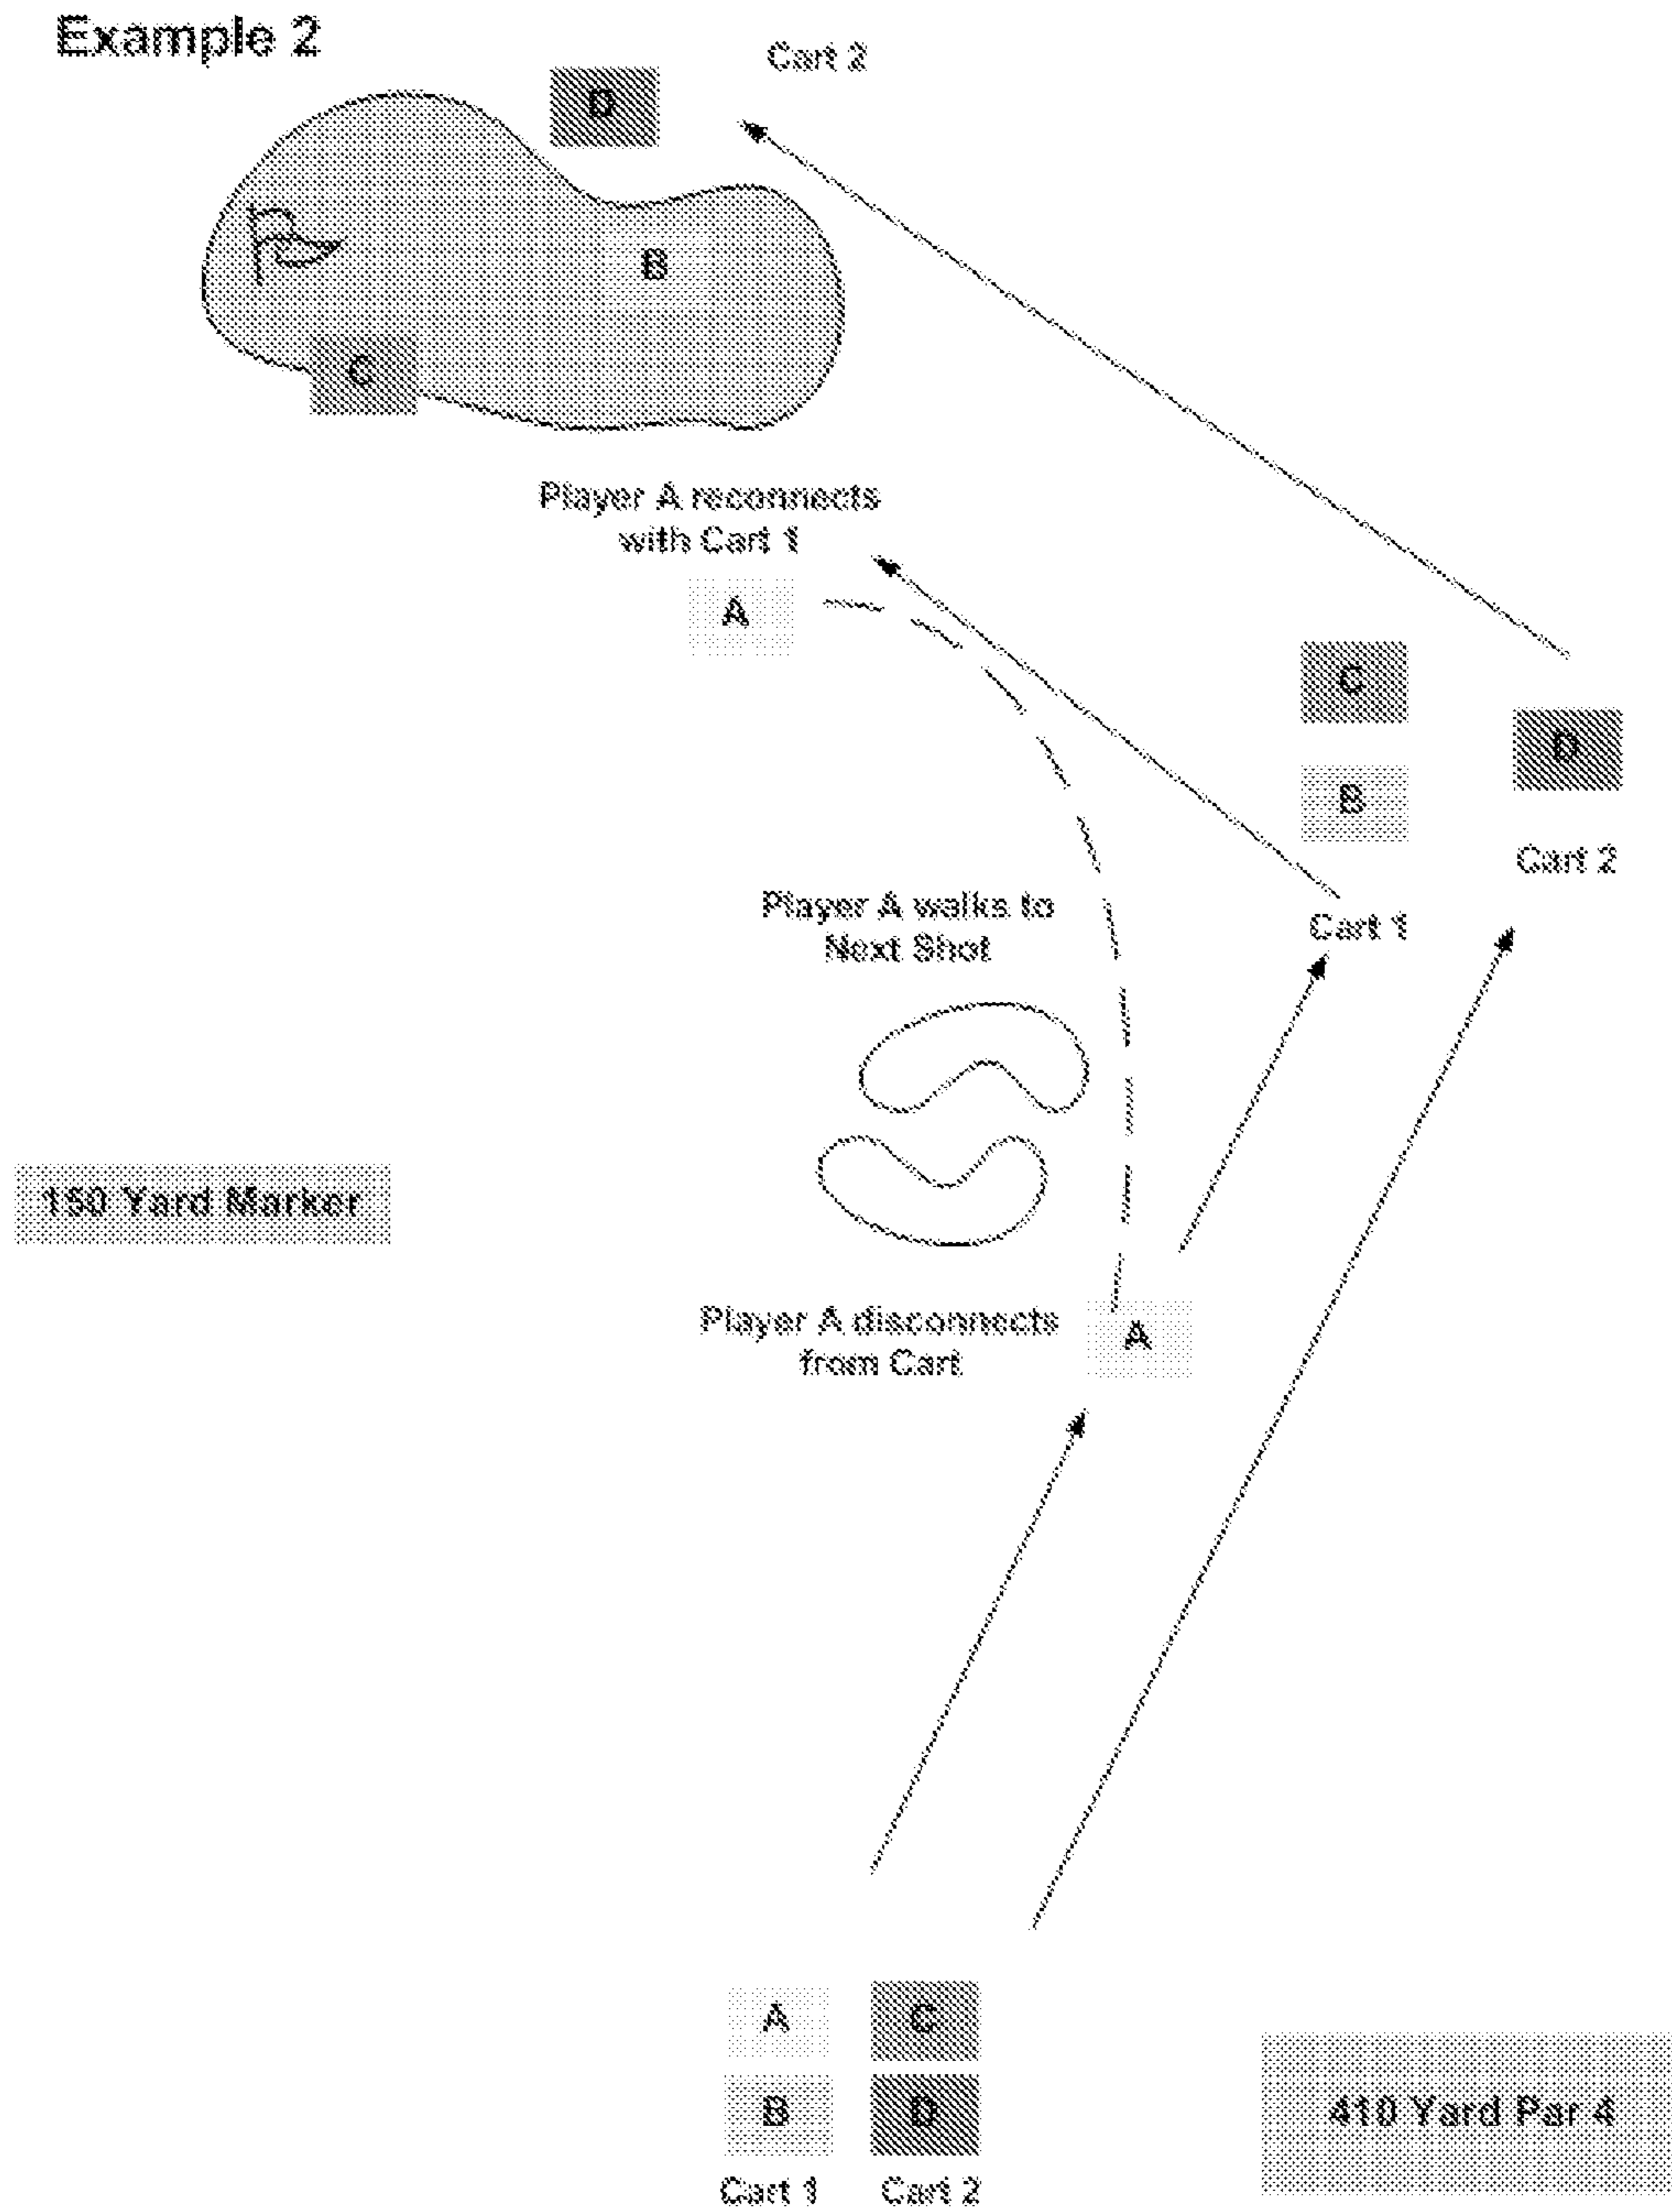 Example 2
Cart 2
D
B
C
Player A reconnects
with Cart 1
A
C
D
B
Cart 2
Player A walks to
Next Shot
Cart 1
150 Yard Marker
Player A disconnects
from Cart
A
A
C
B
D
410 Yard Par 4
Cart 1
Cart 2